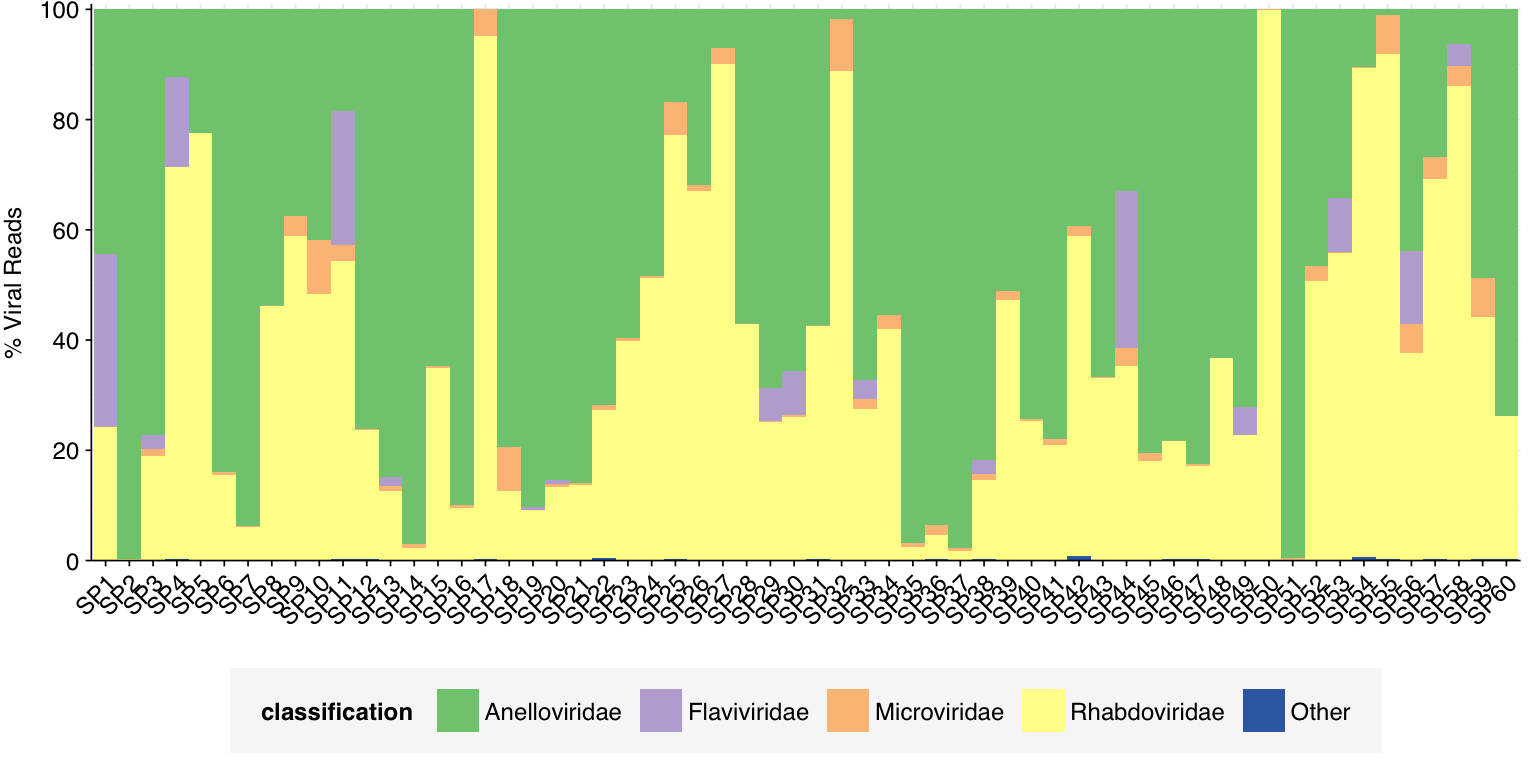 % Viral Reads
100
80
60
40
20
0
SP1
SP2
SP3
SP4
SP5
SP6
SP7
SP8
SP9
SP10
SP11
SP12
SP13
SP14
SP15
SP16
SP17
SP18
SP19
SP20
SP21
SP22
SP23
SP24
SP25
SP26
SP27
SP28
SP29
SP30
SP31
SP32
SP33
SP34
SP35
SP36
SP37
SP38
SP39
SP40
SP41
SP42
SP43
SP44
SP45
SP46
SP47
SP48
SP49
SP50
SP51
SP52
SP53
SP54
SP55
SP56
SP57
SP58
SP59
SP60
classification Anelloviridae Flaviviridae Microviridae Rhabdoviridae Other